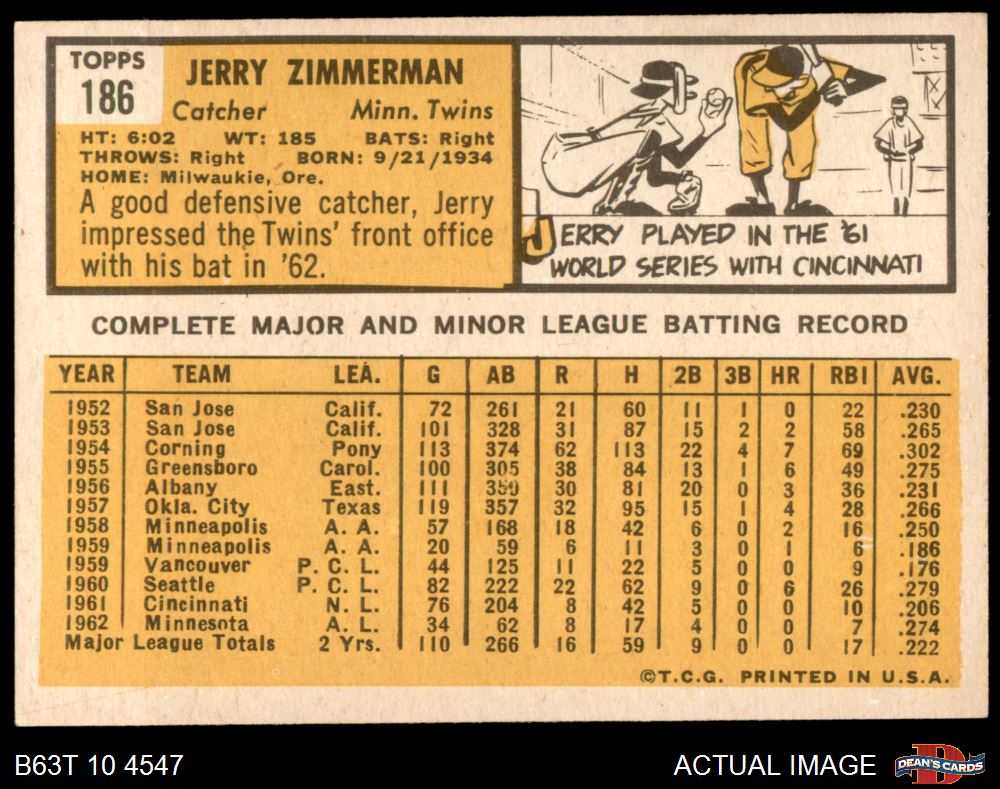 TOPPS
186
JERRY ZIMMERMAN
Catcher Minn. Twins
HT: 6:02 WT: 185 BATS: Right
THROWS: Right BORN: 9/21/1934
HOME: Milwaukie, Ore.
A good defensive catcher, Jerry
impressed the Twins' front office
with his bat in '62.
JERRY PLAYED IN THE '61
WORLD SERIES WITH CINCINNATI
COMPLETE MAJOR AND MINOR LEAGUE BATTING RECORD
YEAR TEAM LEA. G AB R H 2B 3B HR RBI AVG.
1952 San Jose Calif. 72 261 21 60 11 1 0 22 .230
1953 San Jose Calif. 101 328 31 87 15 2 2 58 .265
1954 Corning Pony 113 374 62 113 22 4 7 69 .302
1955 Greensboro Carol. 100 305 38 84 13 1 6 49 .275
1956 Albany East. 111 350 30 81 20 0 3 36 .231
1957 Okla. City Texas 119 357 32 95 15 1 4 28 .266
1958 Minneapolis A. A. 57 168 18 42 6 0 2 16 .250
1959 Minneapolis A. A. 20 59 6 11 3 0 1 6 .186
1959 Vancouver P. C. L. 44 125 11 22 5 0 0 9 .176
1960 Seattle P. C. L. 82 222 22 62 9 0 6 26 .279
1961 Cincinnati N. L. 76 204 8 42 5 0 0 10 .206
1962 Minnesota A. L. 34 62 8 17 4 0 0 7 .274
Major League Totals 2 Yrs. 110 266 16 59 9 0 0 17 .222
©T.C.G. PRINTED IN U.S.A.
B63T 10 4547
ACTUAL IMAGE
DEAN'S CARDS